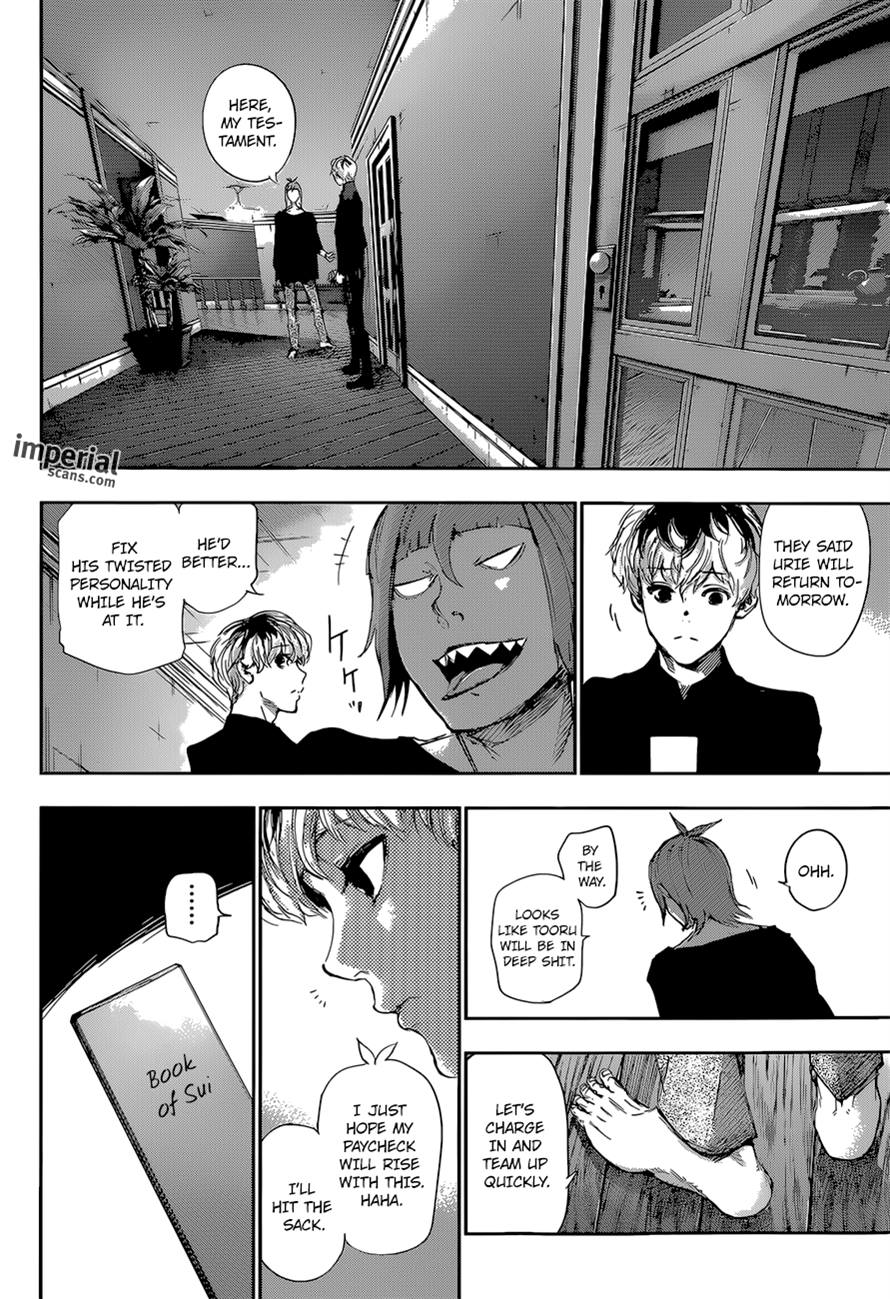 HERE,
MY TES-
TAMENT.
imperial
scans.com
THEY SAID
URIE WILL
RETURN TO-
MORROW.
HE'D
BETTER...
FIX
HIS TWISTED
PERSONALITY
WHILE HE'S
AT IT.
ケケケッ
OHH.
BY
THE
WAY.
LOOKS
LIKE TOORU
WILL BE IN
DEEP SHIT.
LET'S
CHARGE
IN AND
TEAM UP
QUICKLY.
I JUST
HOPE MY
PAYCHECK
WILL RISE
WITH THIS.
HAHA.
I'LL
HIT THE
SACK.
......
Book
of Sui